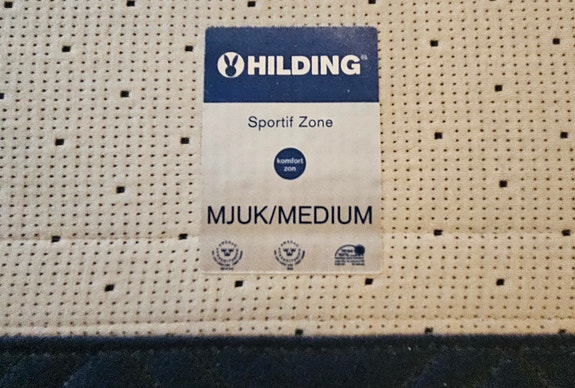 HILDING
Sportif Zone
komfort
zon
MJUK/MEDIUM